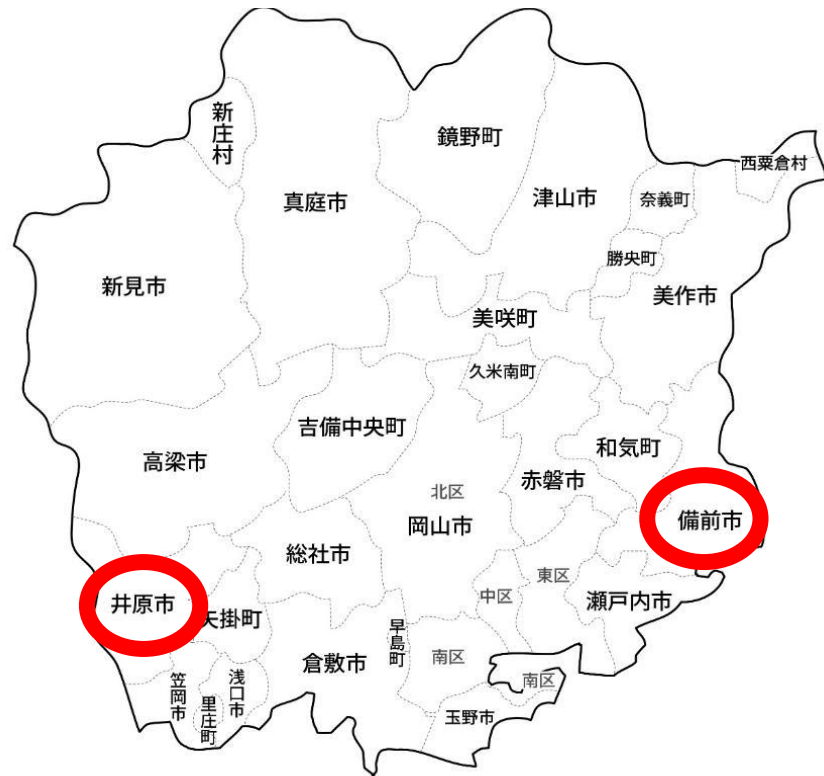 新庄村
鏡野町
西粟倉村
真庭市
津山市
奈義町
勝央町
新見市
美作市
美咲町
久米南町
吉備中央町
和気町
高梁市
赤磐市
北区
岡山市
備前市
総社市
東区
中区
瀬戸内市
井原市
矢掛町
早島町
倉敷市
南区
南区
笠岡市
浅口市
里庄町
玉野市